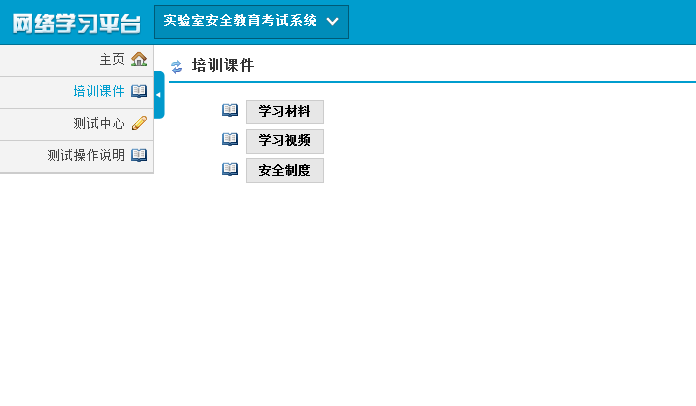 网络学习平台
实验室安全教育考试系统
主页
培训课件
测试中心
测试操作说明
培训课件
学习材料
学习视频
安全制度